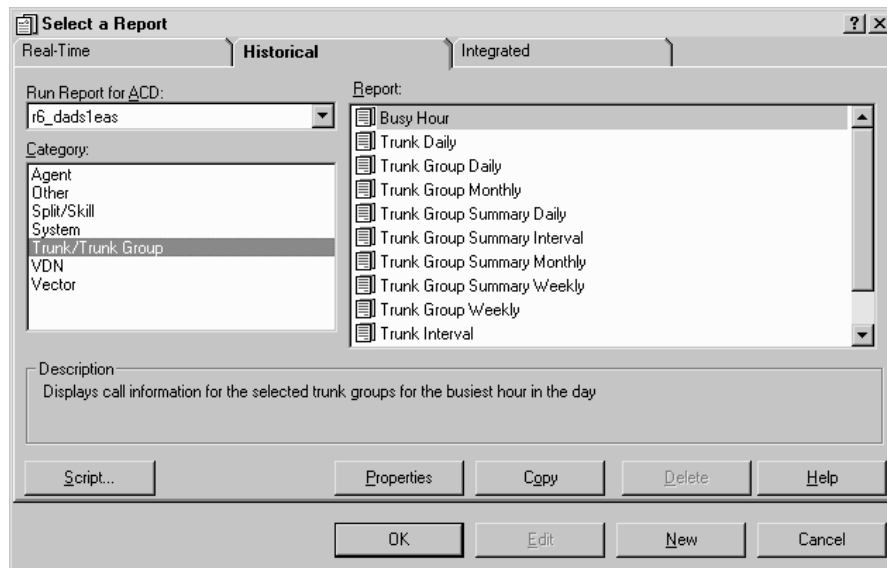 Select a Report
Real-Time
Historical
Integrated
Run Report for ACD:
r6_dads1eas
Category:
Agent
Other
Split/Skill
System
Trunk/Trunk Group
VDN
Vector
Report:
Busy Hour
Trunk Daily
Trunk Group Daily
Trunk Group Monthly
Trunk Group Summary Daily
Trunk Group Summary Interval
Trunk Group Summary Monthly
Trunk Group Summary Weekly
Trunk Group Weekly
Trunk Interval
Description
Displays call information for the selected trunk groups for the busiest hour in the day
Script...
Properties
Copy
Delete
Help
OK
Edit
New
Cancel